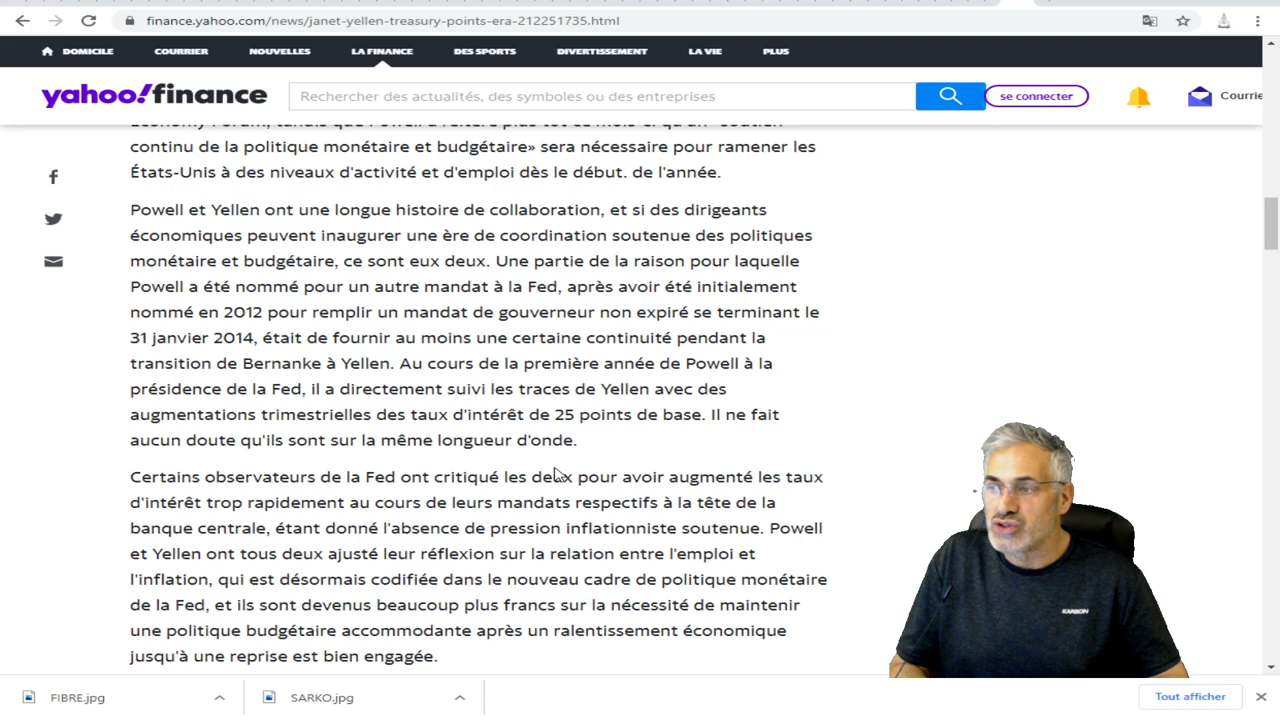 finance.yahoo.com/news/janet-yellen-treasury-points-era-212251735.html
DOMICILE COURRIER NOUVELLES LA FINANCE DES SPORTS DIVERTISSEMENT LA VIE PLUS
yahoo!finance Rechercher des actualités, des symboles ou des entreprises se connecter Courrie
continu de la politique monétaire et budgétaire» sera nécessaire pour ramener les
États-Unis à des niveaux d'activité et d'emploi dès le début. de l'année.
Powell et Yellen ont une longue histoire de collaboration, et si des dirigeants
économiques peuvent inaugurer une ère de coordination soutenue des politiques
monétaire et budgétaire, ce sont eux deux. Une partie de la raison pour laquelle
Powell a été nommé pour un autre mandat à la Fed, après avoir été initialement
nommé en 2012 pour remplir un mandat de gouverneur non expiré se terminant le
31 janvier 2014, était de fournir au moins une certaine continuité pendant la
transition de Bernanke à Yellen. Au cours de la première année de Powell à la
présidence de la Fed, il a directement suivi les traces de Yellen avec des
augmentations trimestrielles des taux d'intérêt de 25 points de base. Il ne fait
aucun doute qu'ils sont sur la même longueur d'onde.
Certains observateurs de la Fed ont critiqué les deux pour avoir augmenté les taux
d'intérêt trop rapidement au cours de leurs mandats respectifs à la tête de la
banque centrale, étant donné l'absence de pression inflationniste soutenue. Powell
et Yellen ont tous deux ajusté leur réflexion sur la relation entre l'emploi et
l'inflation, qui est désormais codifiée dans le nouveau cadre de politique monétaire
de la Fed, et ils sont devenus beaucoup plus francs sur la nécessité de maintenir
une politique budgétaire accommodante après un ralentissement économique
jusqu'à une reprise est bien engagée.
KARBON
FIBRE.jpg SARKO.jpg Tout afficher